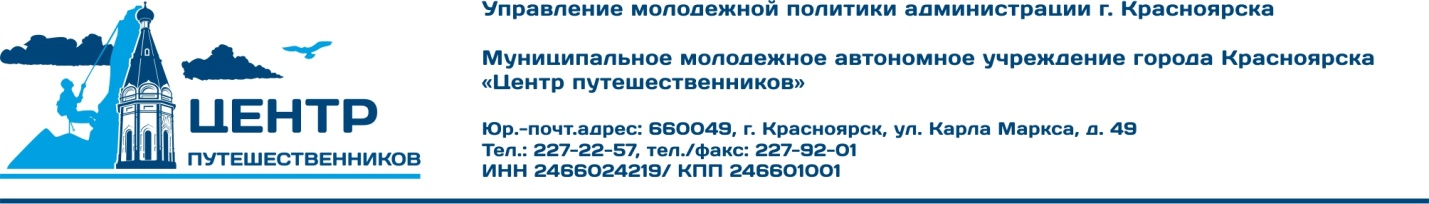 ЦЕНТР
ПУТЕШЕСТВЕННИКОВ
Управление молодежной политики администрации г. Красноярска
Муниципальное молодежное автономное учреждение города Красноярска
«Центр путешественников»
Юр.-почт.адрес: 660049, г. Красноярск, ул. Карла Маркса, д. 49
Тел.: 227-22-57, тел./факс: 227-92-01
ИНН 2466024219/ КПП 246601001